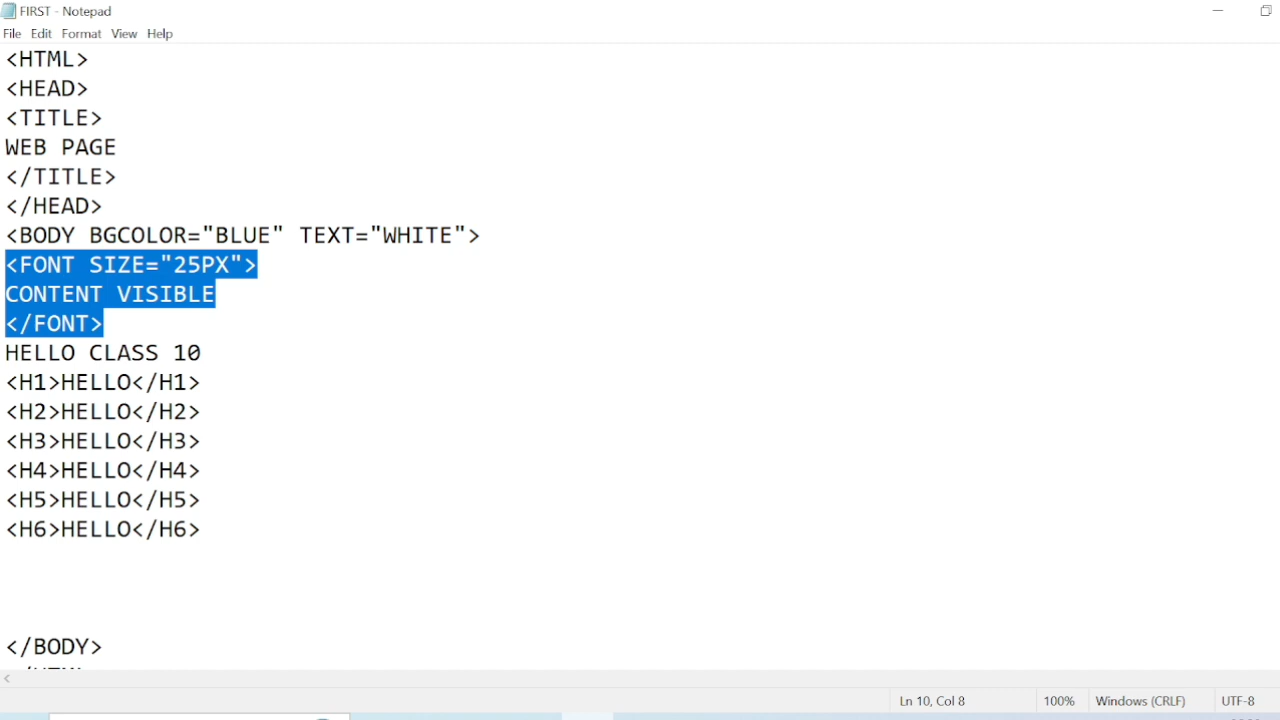 FIRST - Notepad
File Edit Format View Help
<HTML>
<HEAD>
<TITLE>
WEB PAGE
</TITLE>
</HEAD>
<BODY BGCOLOR="BLUE" TEXT="WHITE">
<FONT SIZE="25PX">
CONTENT VISIBLE
</FONT>
HELLO CLASS 10
<H1>HELLO</H1>
<H2>HELLO</H2>
<H3>HELLO</H3>
<H4>HELLO</H4>
<H5>HELLO</H5>
<H6>HELLO</H6>
</BODY>
Ln 10, Col 8 100% Windows (CRLF) UTF-8